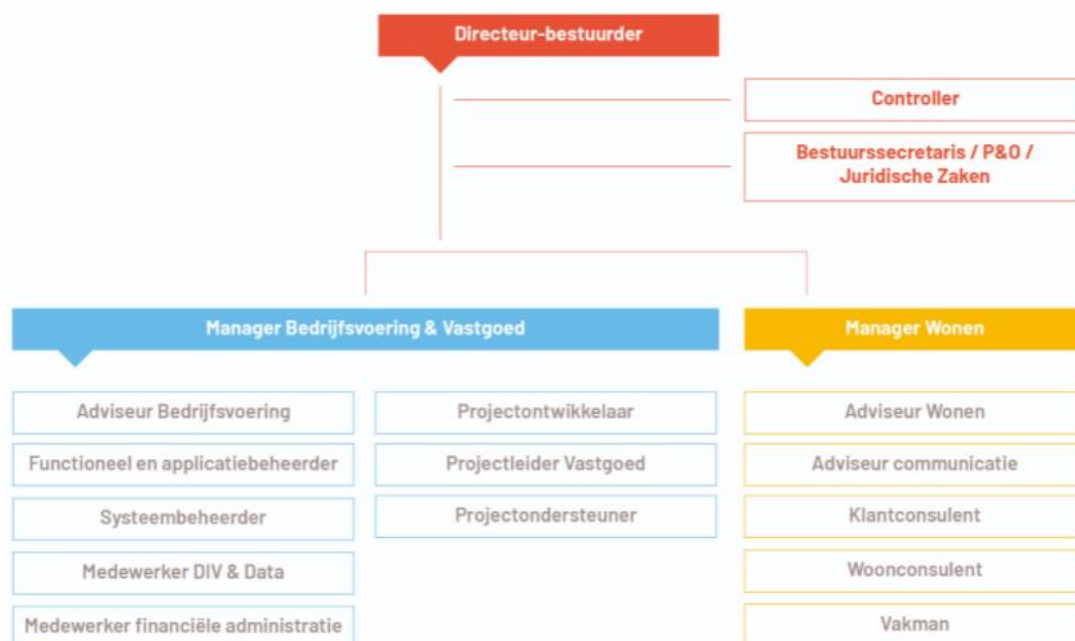 Directeur-bestuurder
Controller
Bestuurssecretaris / P&O /
Juridische Zaken
Manager Bedrijfsvoering & Vastgoed
Manager Wonen
Adviseur Bedrijfsvoering
Projectontwikkelaar
Adviseur Wonen
Functioneel en applicatiebeheerder
Projectleider Vastgoed
Adviseur communicatie
Systeembeheerder
Projectondersteuner
Klantconsulent
Medewerker DIV & Data
Woonconsulent
Medewerker financiële administratie
Vakman